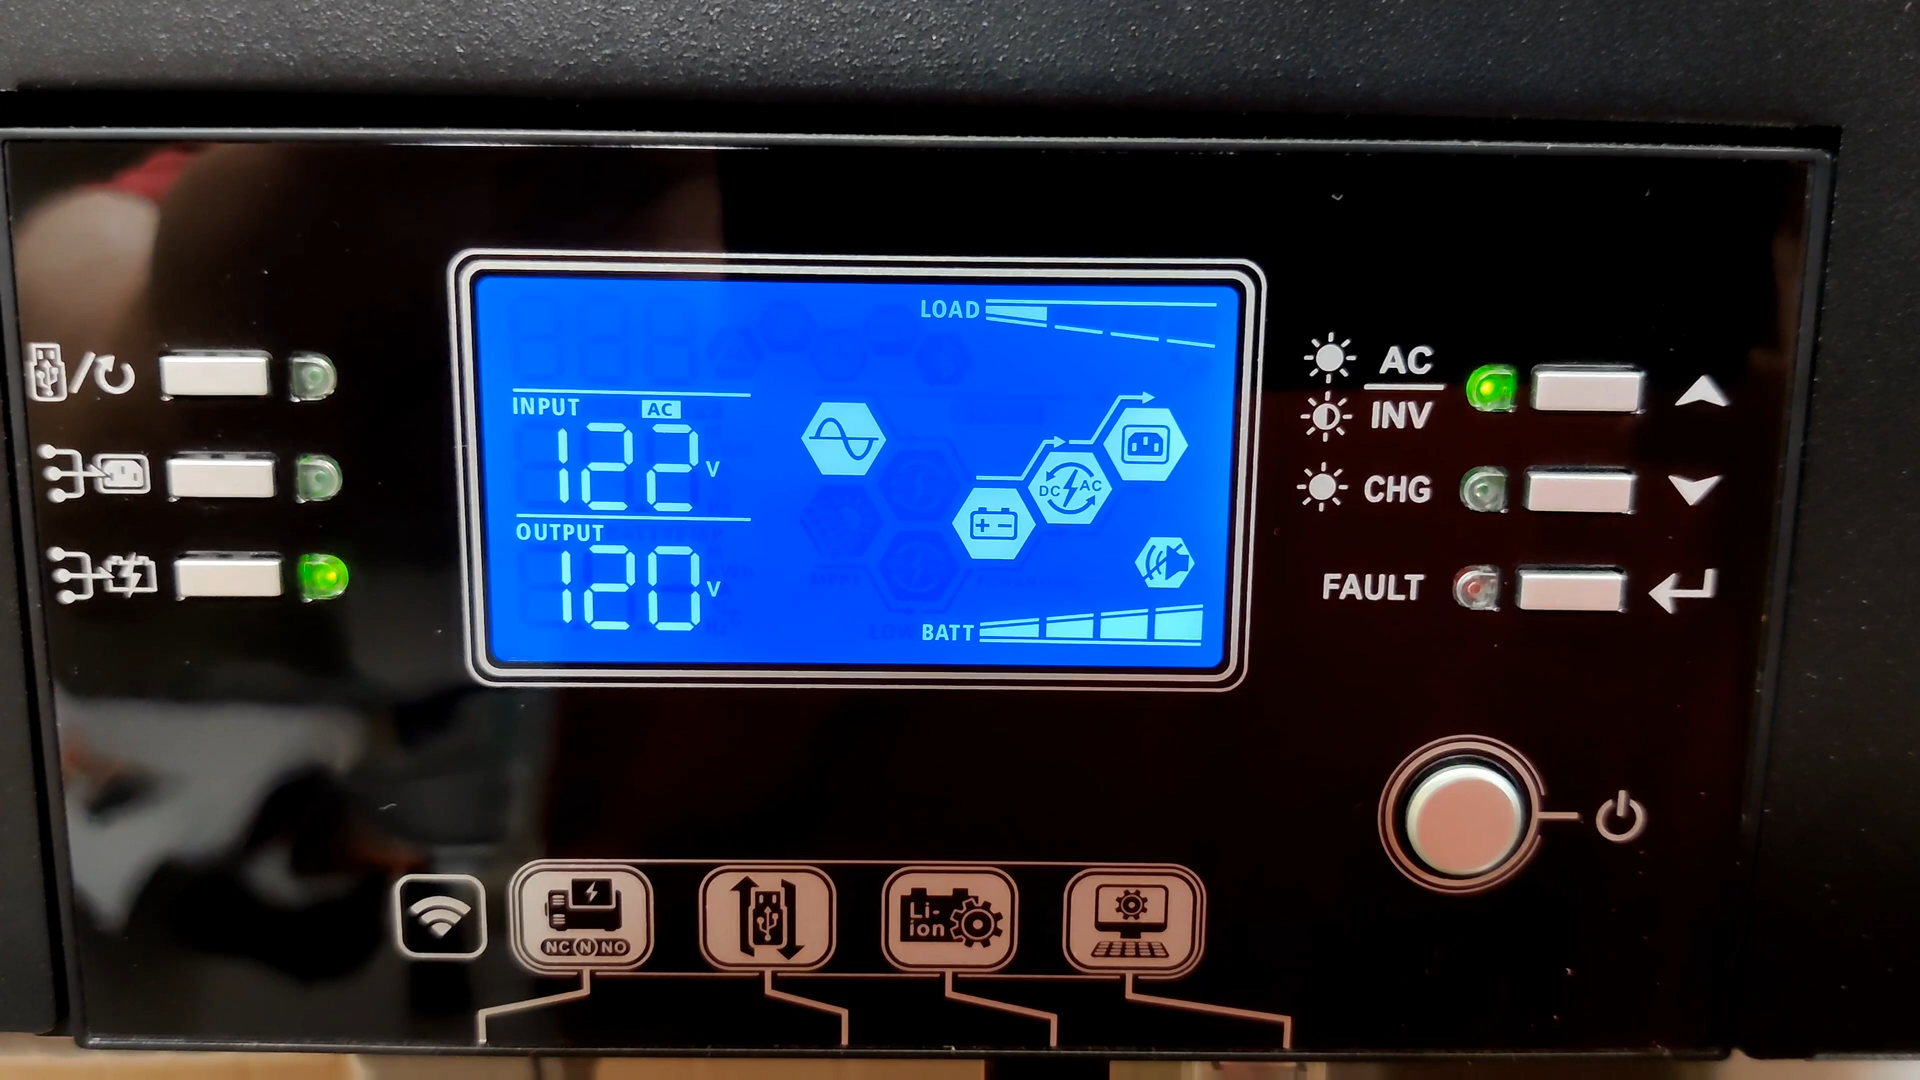 LOAD
INPUT AC
122 V
OUTPUT
120 V
BATT
DC AC
AC
INV
CHG
FAULT
NC N NO
Li-
ion